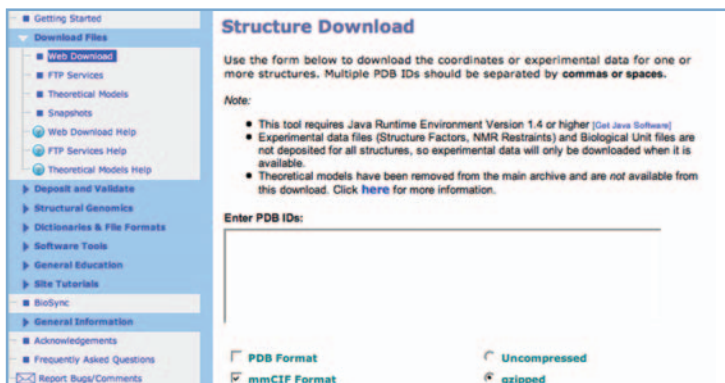 Getting Started
Download Files
Web Download
FTP Services
Theoretical Models
Snapshots
Web Download Help
FTP Services Help
Theoretical Models Help
Deposit and Validate
Structural Genomics
Dictionaries & File Formats
Software Tools
General Education
Site Tutorials
BioSync
General Information
Acknowledgements
Frequently Asked Questions
Report Bugs/Comments
Structure Download
Use the form below to download the coordinates or experimental data for one or
more structures. Multiple PDB IDs should be separated by commas or spaces.
Note:
This tool requires Java Runtime Environment Version 1.4 or higher [Get Java Software]
Experimental data files (Structure Factors, NMR Restraints) and Biological Unit files are
not deposited for all structures, so experimental data will only be downloaded when it is
available.
Theoretical models have been removed from the main archive and are not available from
this download. Click here for more information.
Enter PDB IDs:
PDB Format
Uncompressed
mmCIF Format
gzipped